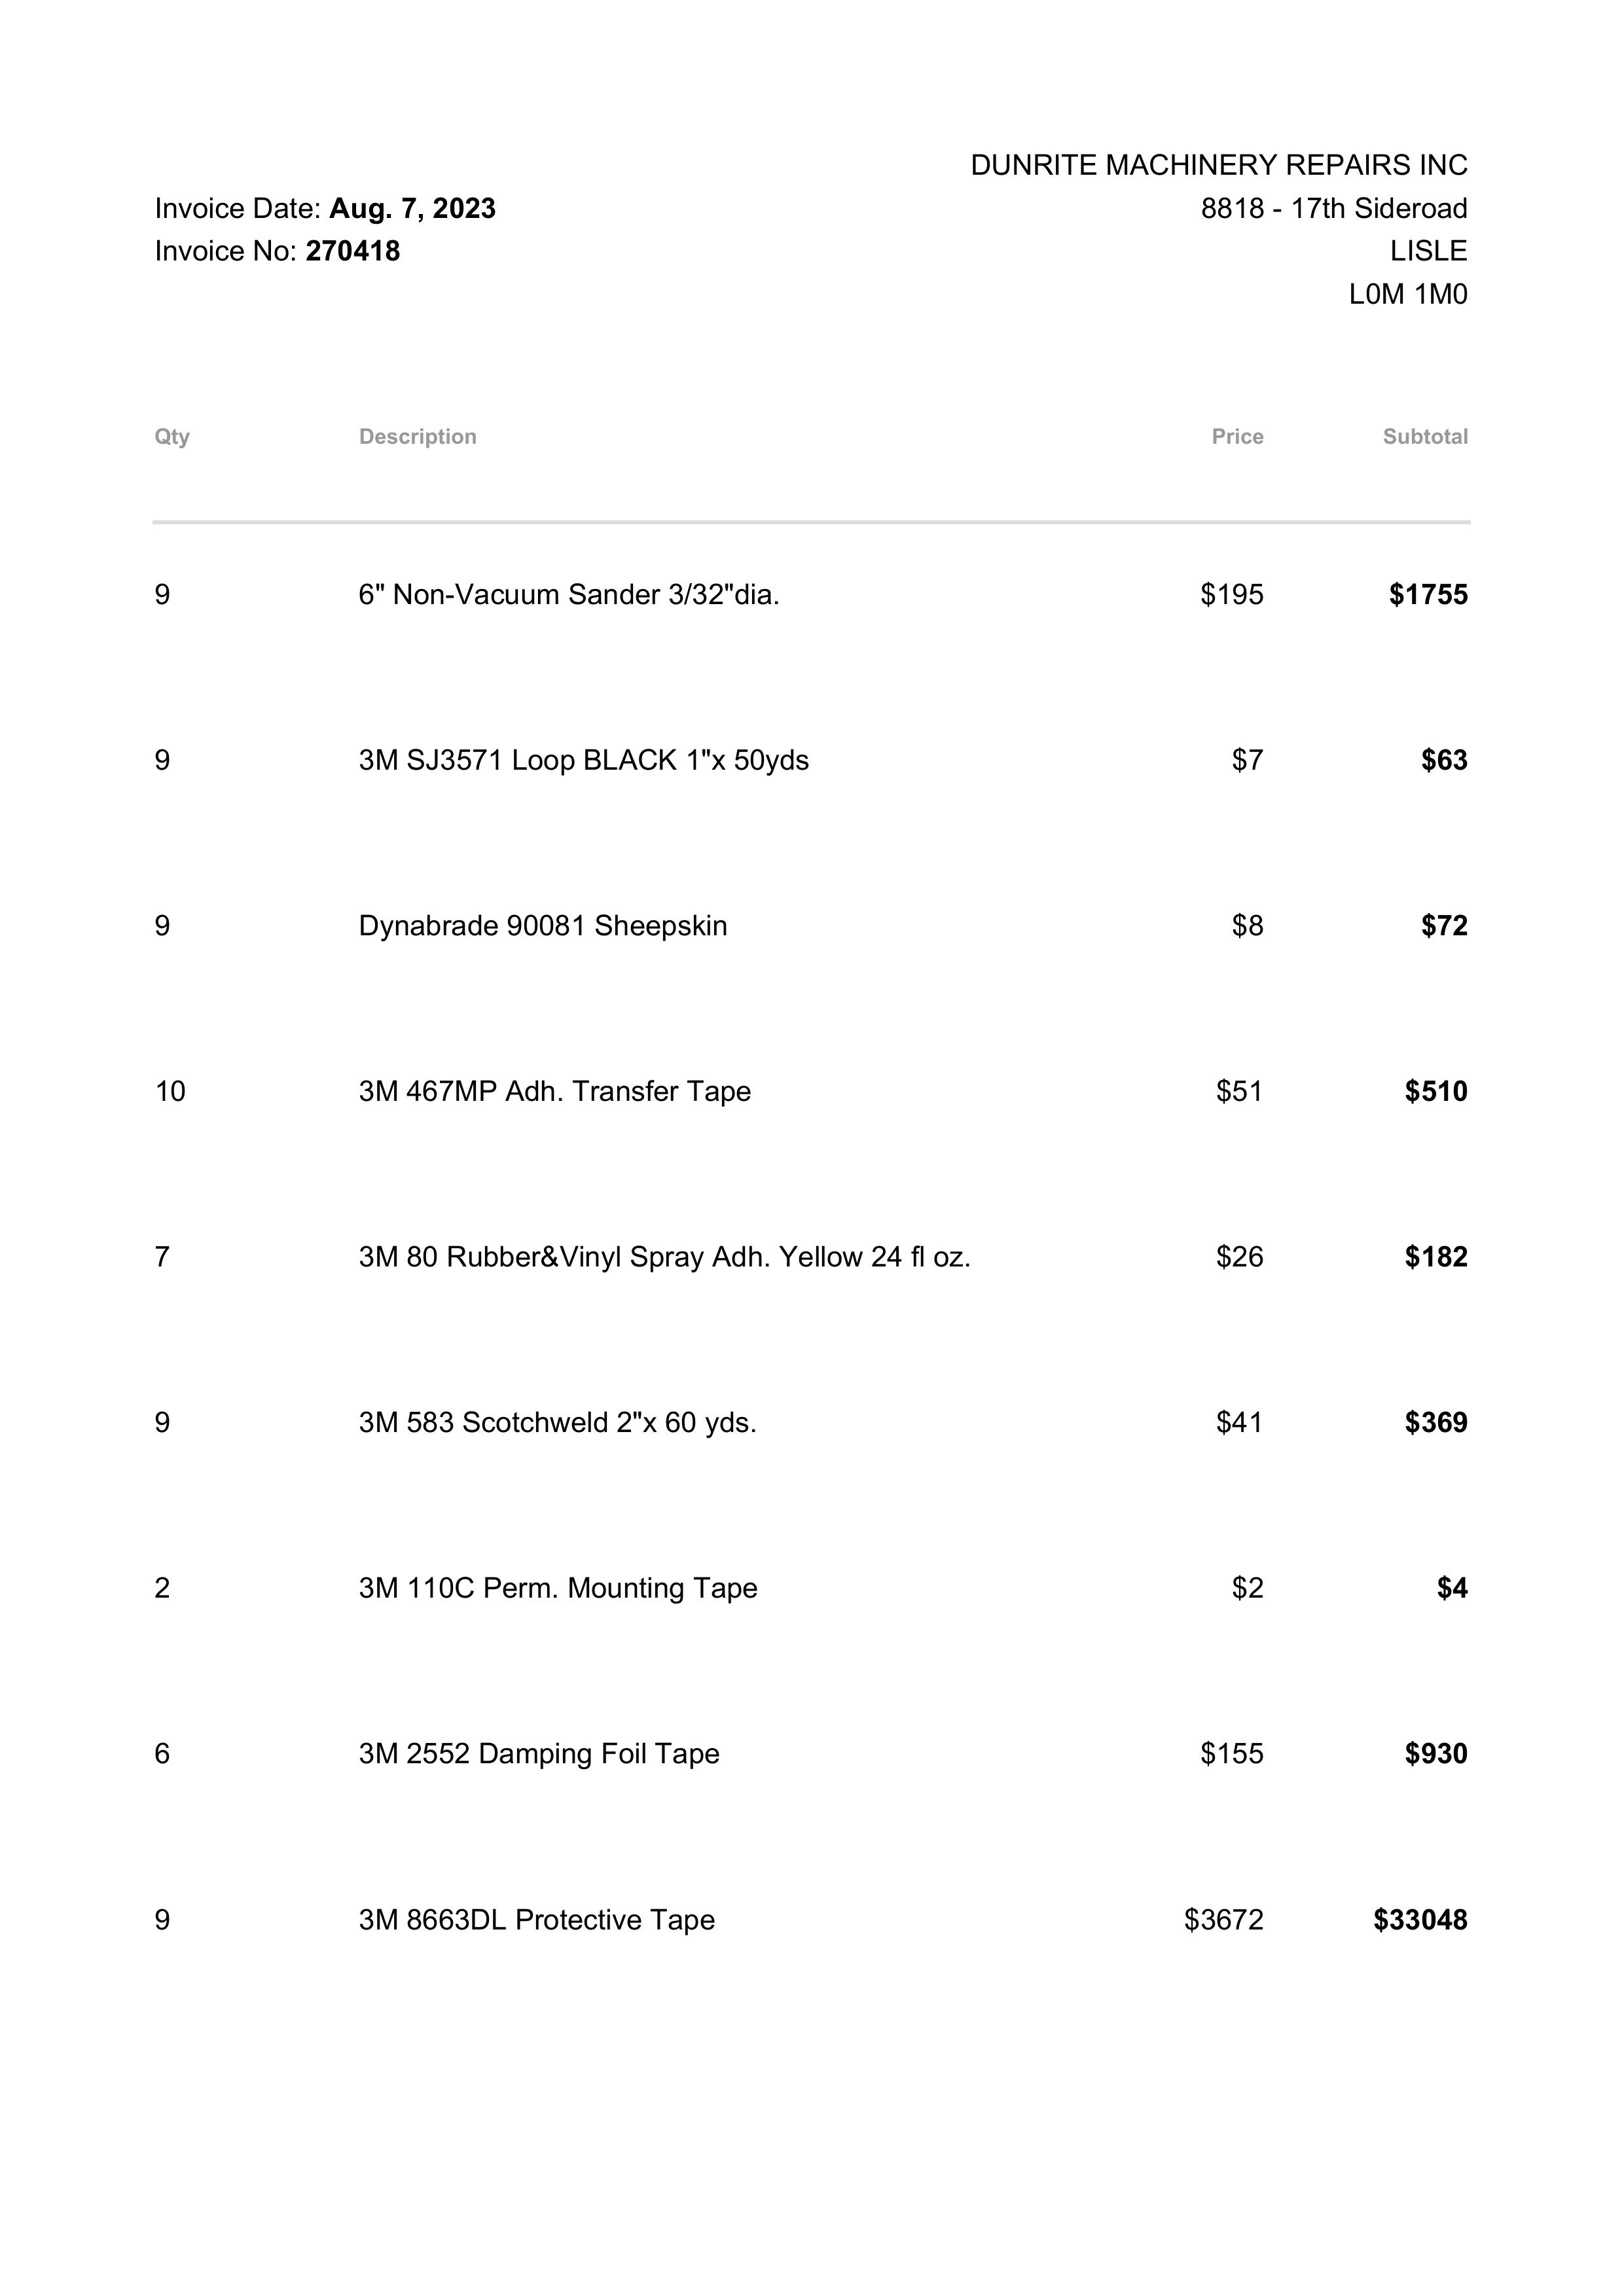 DUNRITE MACHINERY REPAIRS INC
Invoice Date: Aug. 7, 2023 8818 - 17th Sideroad
Invoice No: 270418 LISLE
L0M 1M0
Qty Description Price Subtotal
9 6" Non-Vacuum Sander 3/32"dia. $195 $1755
9 3M SJ3571 Loop BLACK 1"x 50yds $7 $63
9 Dynabrade 90081 Sheepskin $8 $72
10 3M 467MP Adh. Transfer Tape $51 $510
7 3M 80 Rubber&Vinyl Spray Adh. Yellow 24 fl oz. $26 $182
9 3M 583 Scotchweld 2"x 60 yds. $41 $369
2 3M 110C Perm. Mounting Tape $2 $4
6 3M 2552 Damping Foil Tape $155 $930
9 3M 8663DL Protective Tape $3672 $33048